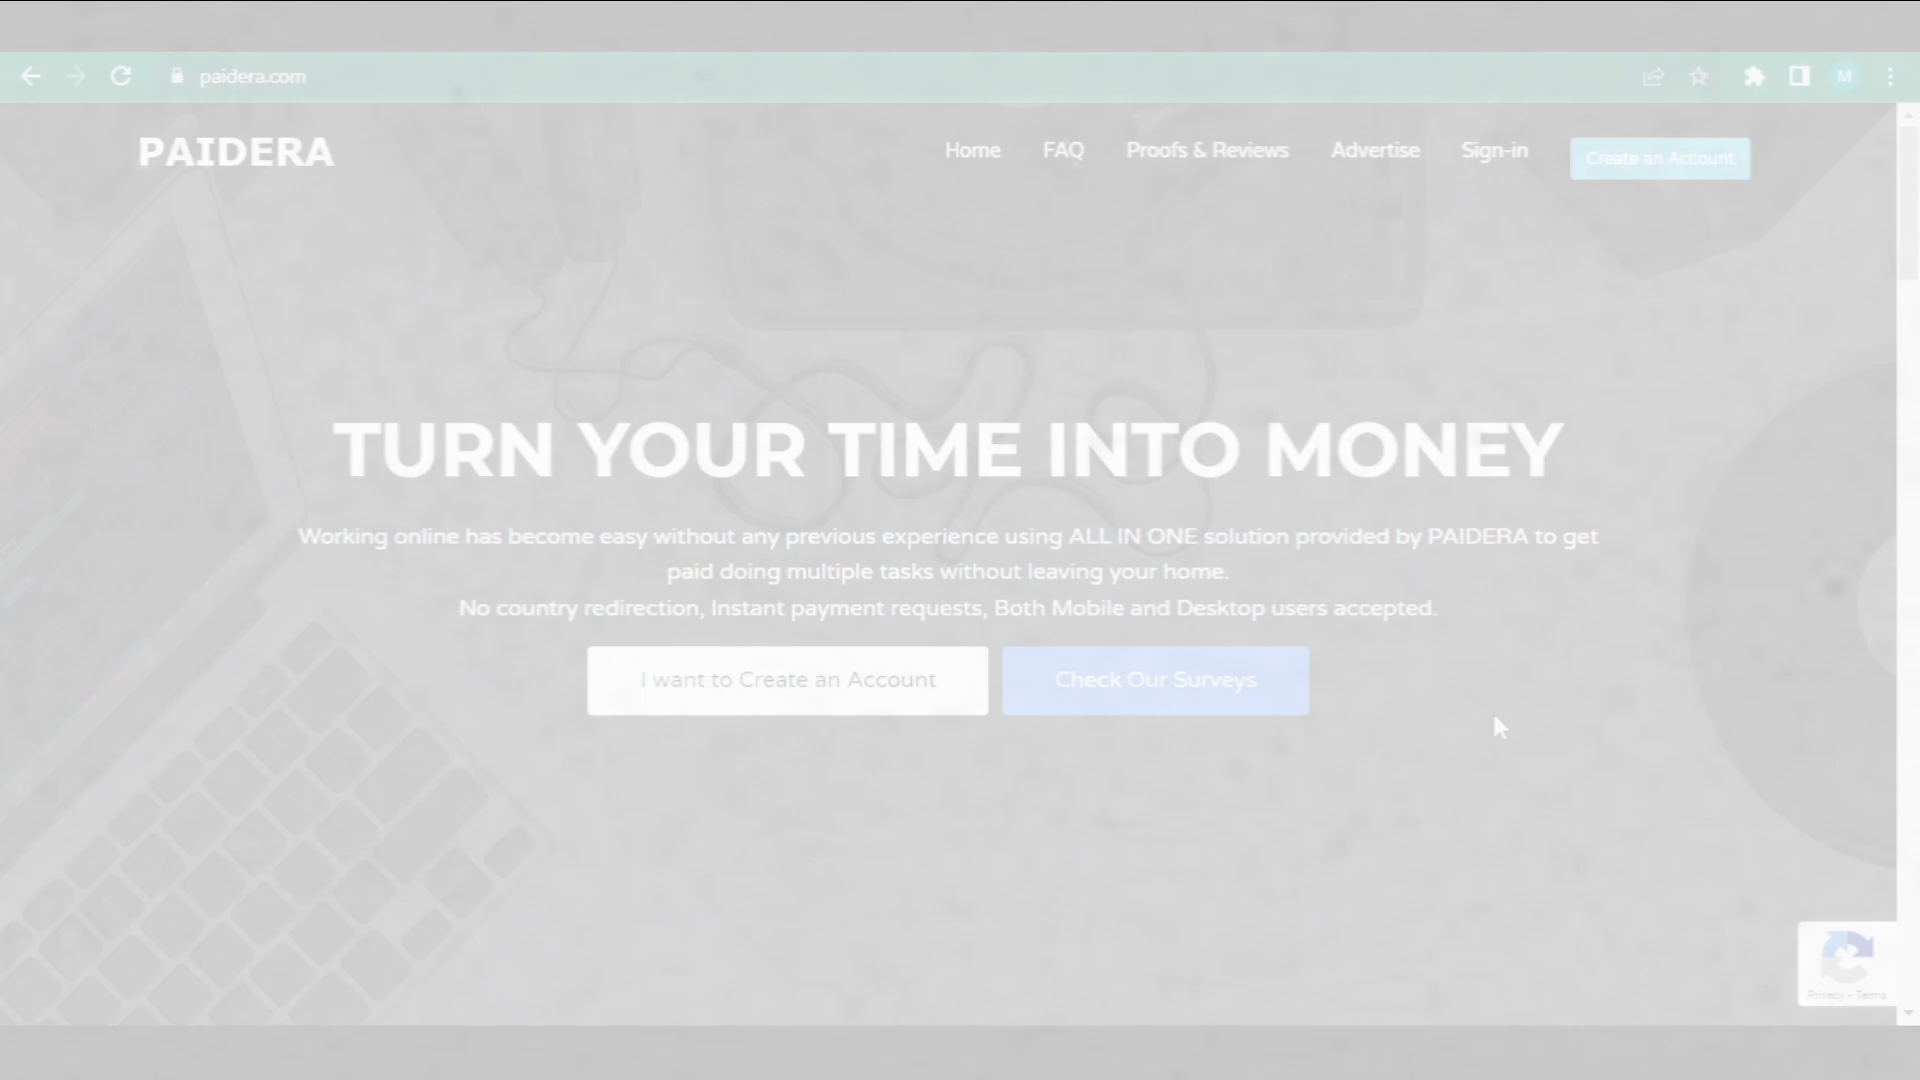 paidera.com
M
PAIDERA
Home FAQ Proofs & Reviews Advertise Sign-in Create an Account
TURN YOUR TIME INTO MONEY
Working online has become easy without any previous experience using ALL IN ONE solution provided by PAIDERA to get
paid doing multiple tasks without leaving your home.
No country redirection, Instant payment requests, Both Mobile and Desktop users accepted.
I want to Create an Account Check Our Surveys
Privacy - Terms